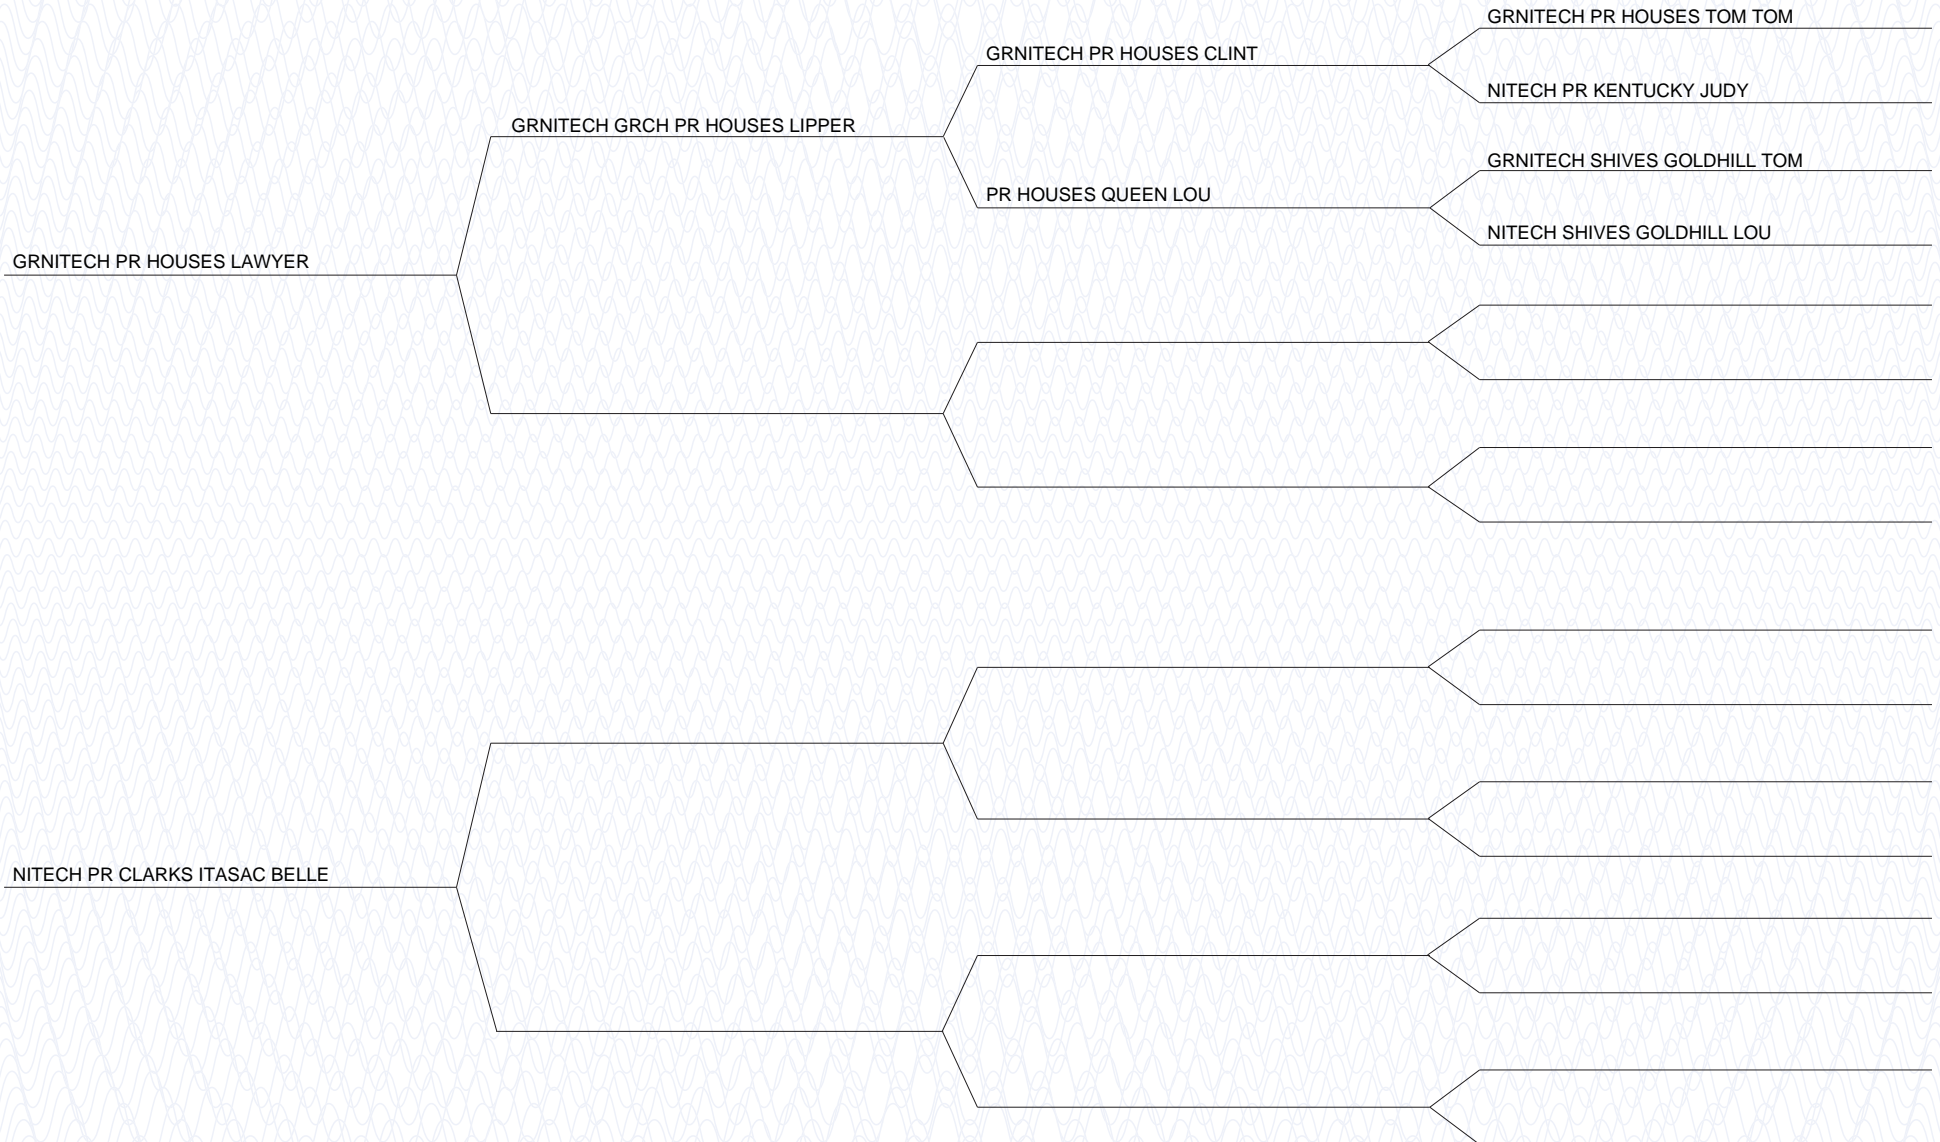 GRNITECH PR HOUSES TOM TOM
GRNITECH PR HOUSES CLINT
NITECH PR KENTUCKY JUDY
GRNITECH GRCH PR HOUSES LIPPER
GRNITECH SHIVES GOLDHILL TOM
PR HOUSES QUEEN LOU
NITECH SHIVES GOLDHILL LOU
GRNITECH PR HOUSES LAWYER
NITECH PR CLARKS ITASAC BELLE